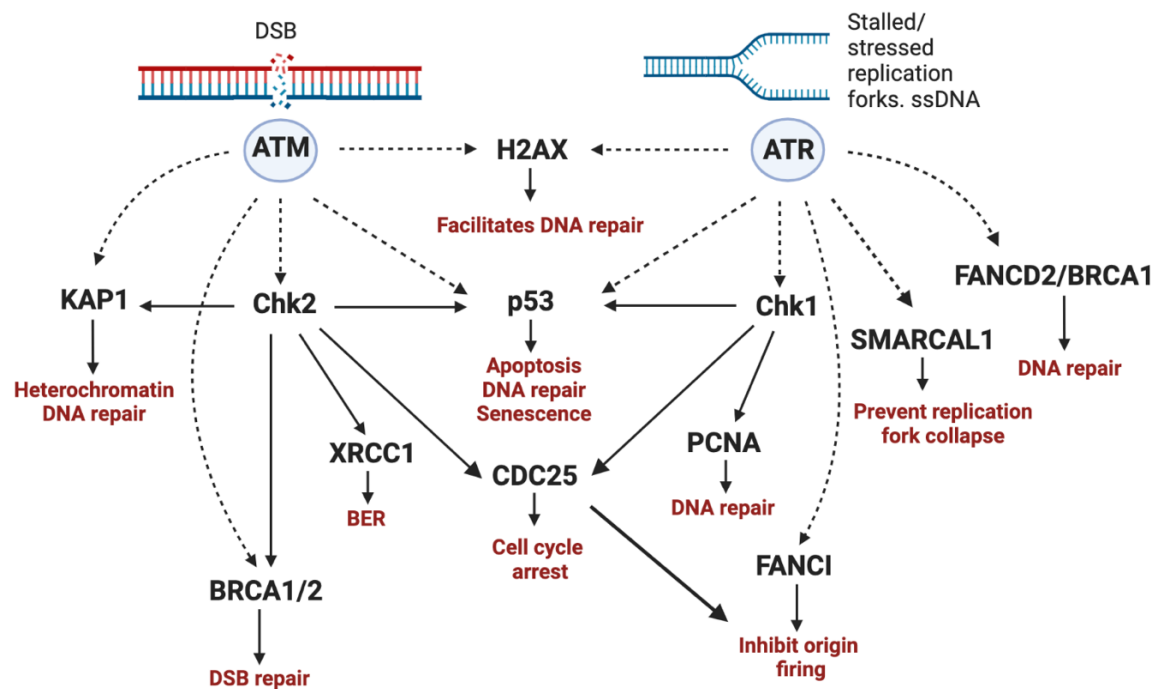 DSB
Stalled/
stressed
replication
forks. ssDNA
ATM
H2AX
ATR
Facilitates DNA repair
KAP1
Chk2
p53
Chk1
FANCD2/BRCA1
SMARCAL1
Heterochromatin
DNA repair
Apoptosis
DNA repair
Senescence
DNA repair
Prevent replication
fork collapse
XRCC1
CDC25
PCNA
BER
DNA repair
Cell cycle
arrest
FANCI
BRCA1/2
Inhibit origin
firing
DSB repair